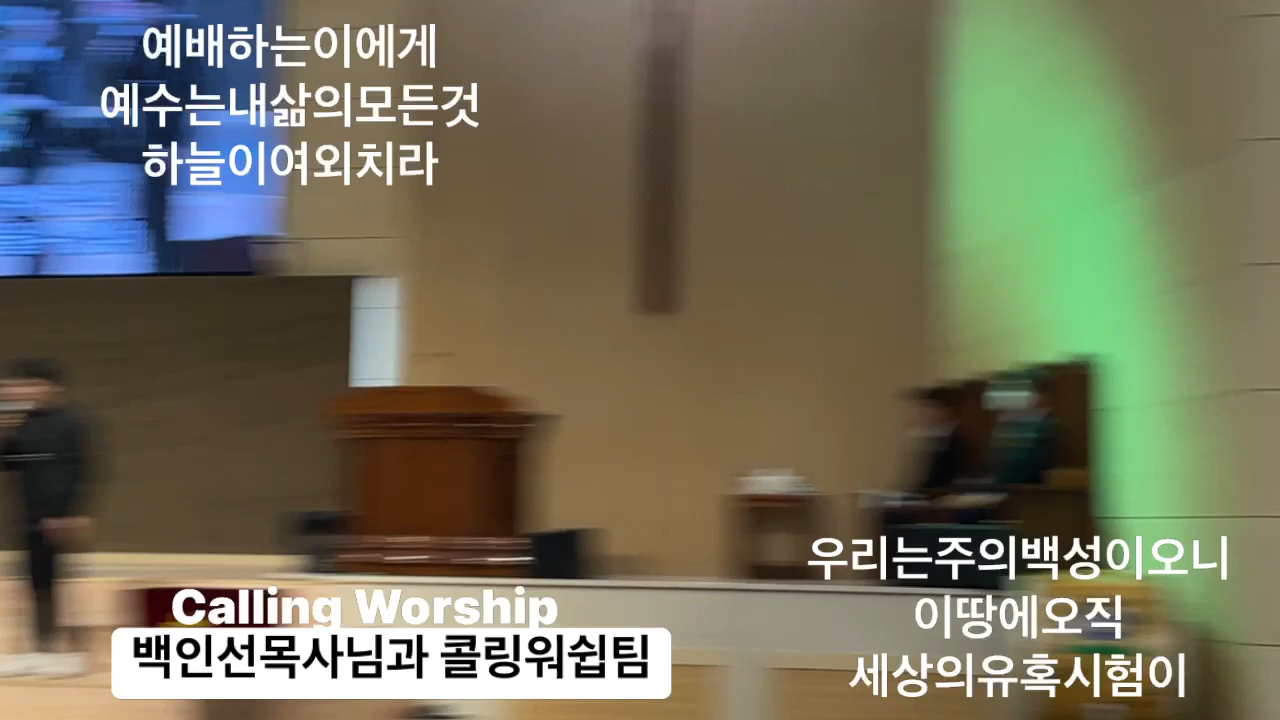 예배하는이에게
예수는내삶의모든것
하늘이여외치라
Calling Worship
백인선목사님과 콜링워쉽팀
우리는주의백성이오니
이땅에오직
세상의유혹시험이